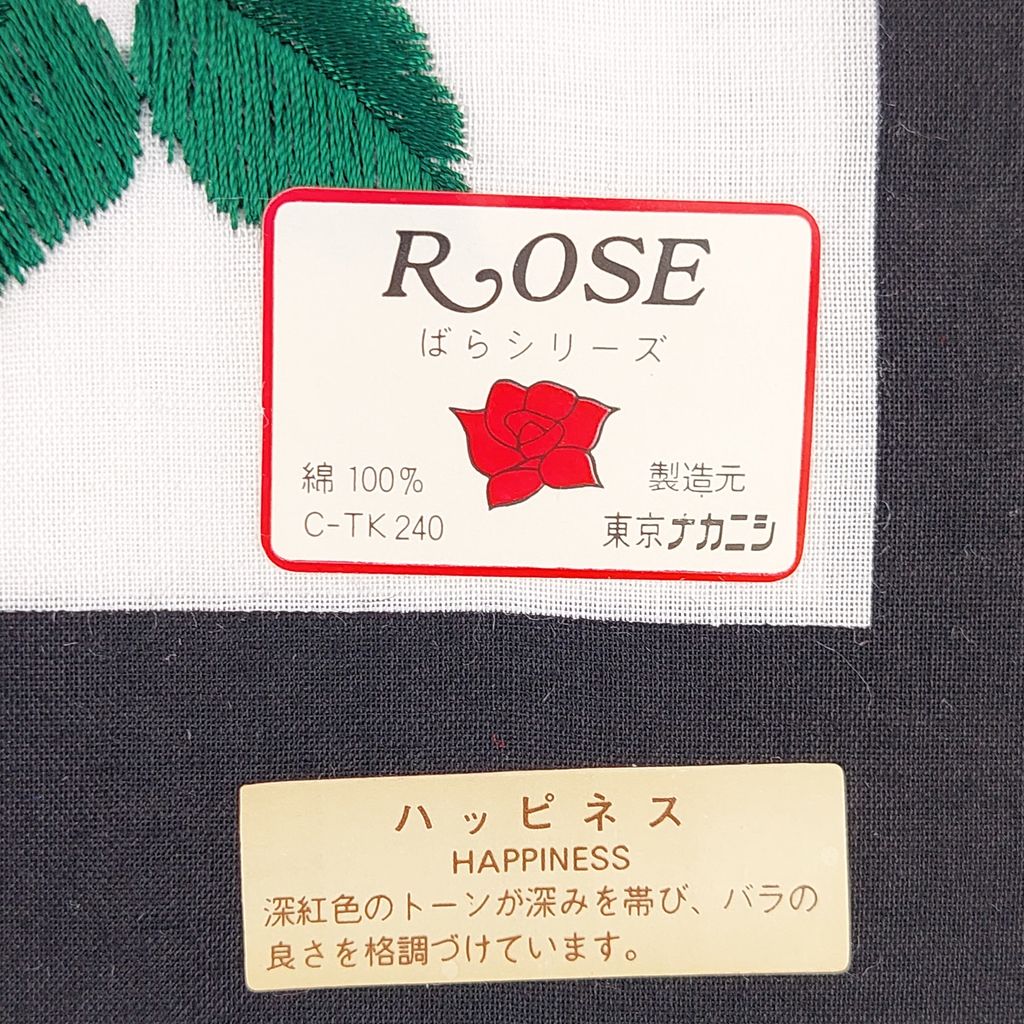 ROSE
ばらシリーズ
綿 100%
C-TK 240
製造元
東京ナカニシ
ハッピネス
HAPPINESS
深紅色のトーンが深みを帯び、バラの
良さを格調づけています。